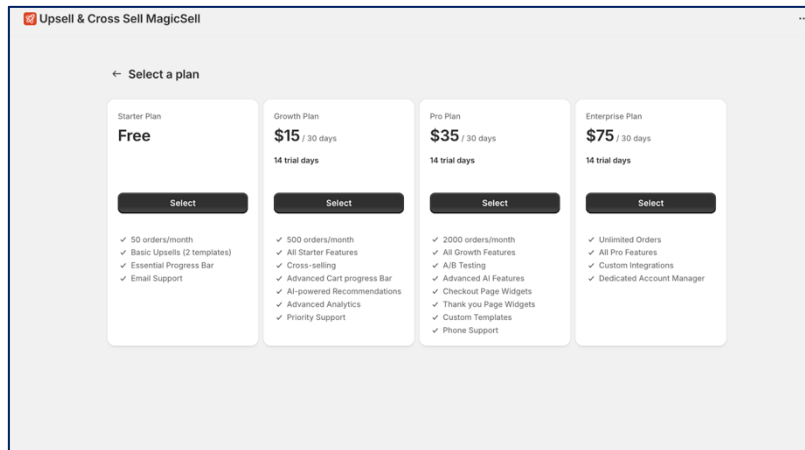 Upsell & Cross Sell MagicSell
← Select a plan
Starter Plan
Free
Select
✓ 50 orders/month
✓ Basic Upsells (2 templates)
✓ Essential Progress Bar
✓ Email Support
Growth Plan
$15 / 30 days
14 trial days
Select
✓ 500 orders/month
✓ All Starter Features
✓ Cross-selling
✓ Advanced Cart progress Bar
✓ AI-powered Recommendations
✓ Advanced Analytics
✓ Priority Support
Pro Plan
$35 / 30 days
14 trial days
Select
✓ 2000 orders/month
✓ All Growth Features
✓ A/B Testing
✓ Advanced AI Features
✓ Checkout Page Widgets
✓ Thank you Page Widgets
✓ Custom Templates
✓ Phone Support
Enterprise Plan
$75 / 30 days
14 trial days
Select
✓ Unlimited Orders
✓ All Pro Features
✓ Custom Integrations
✓ Dedicated Account Manager